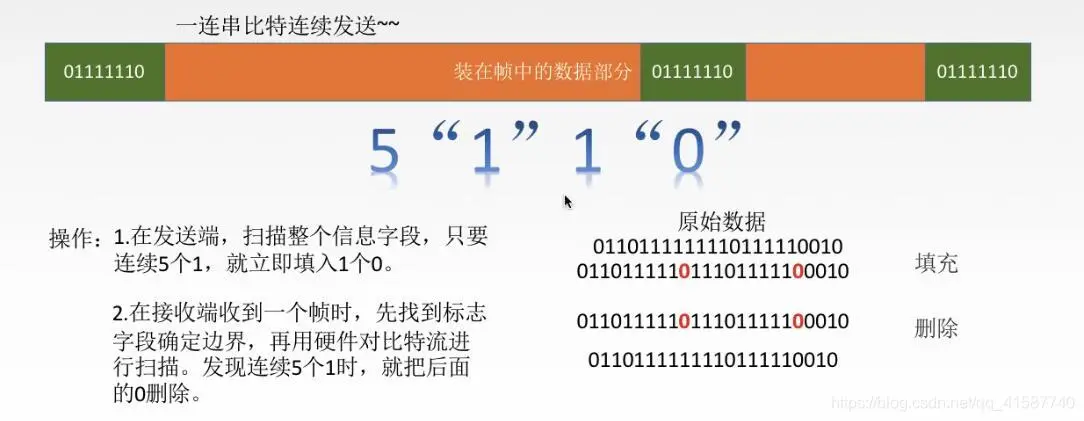 一连串比特连续发送~~
01111110 装在帧中的数据部分 01111110 01111110
5“1”1“0”
操作：1.在发送端，扫描整个信息字段，只要
连续5个1，就立即填入1个0。
2.在接收端收到一个帧时，先找到标志
字段确定边界，再用硬件对比特流进
行扫描。发现连续5个1时，就把后面
的0删除。
原始数据
0110111111110111110010
011011111011101111100010 填充
011011111011101111100010 删除
0110111111110111110010
https://blog.csdn.net/qq_41587740